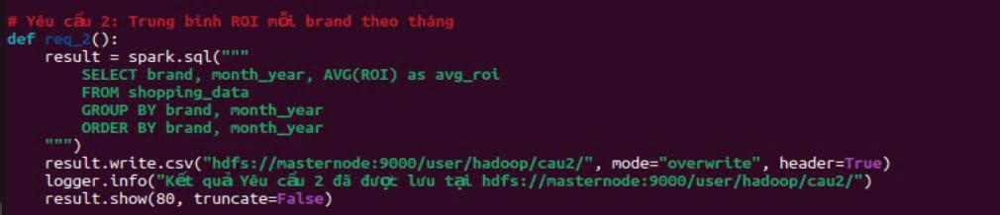 # Yêu cầu 2: Trung bình ROI mỗi brand theo tháng
def req_2():
    result = spark.sql("""
        SELECT brand, month_year, AVG(ROI) as avg_roi
        FROM shopping_data
        GROUP BY brand, month_year
        ORDER BY brand, month_year
    """)
    result.write.csv("hdfs://masternode:9000/user/hadoop/cau2/", mode="overwrite", header=True)
    logger.info("Kết quả Yêu cầu 2 đã được lưu tại hdfs://masternode:9000/user/hadoop/cau2/")
    result.show(80, truncate=False)